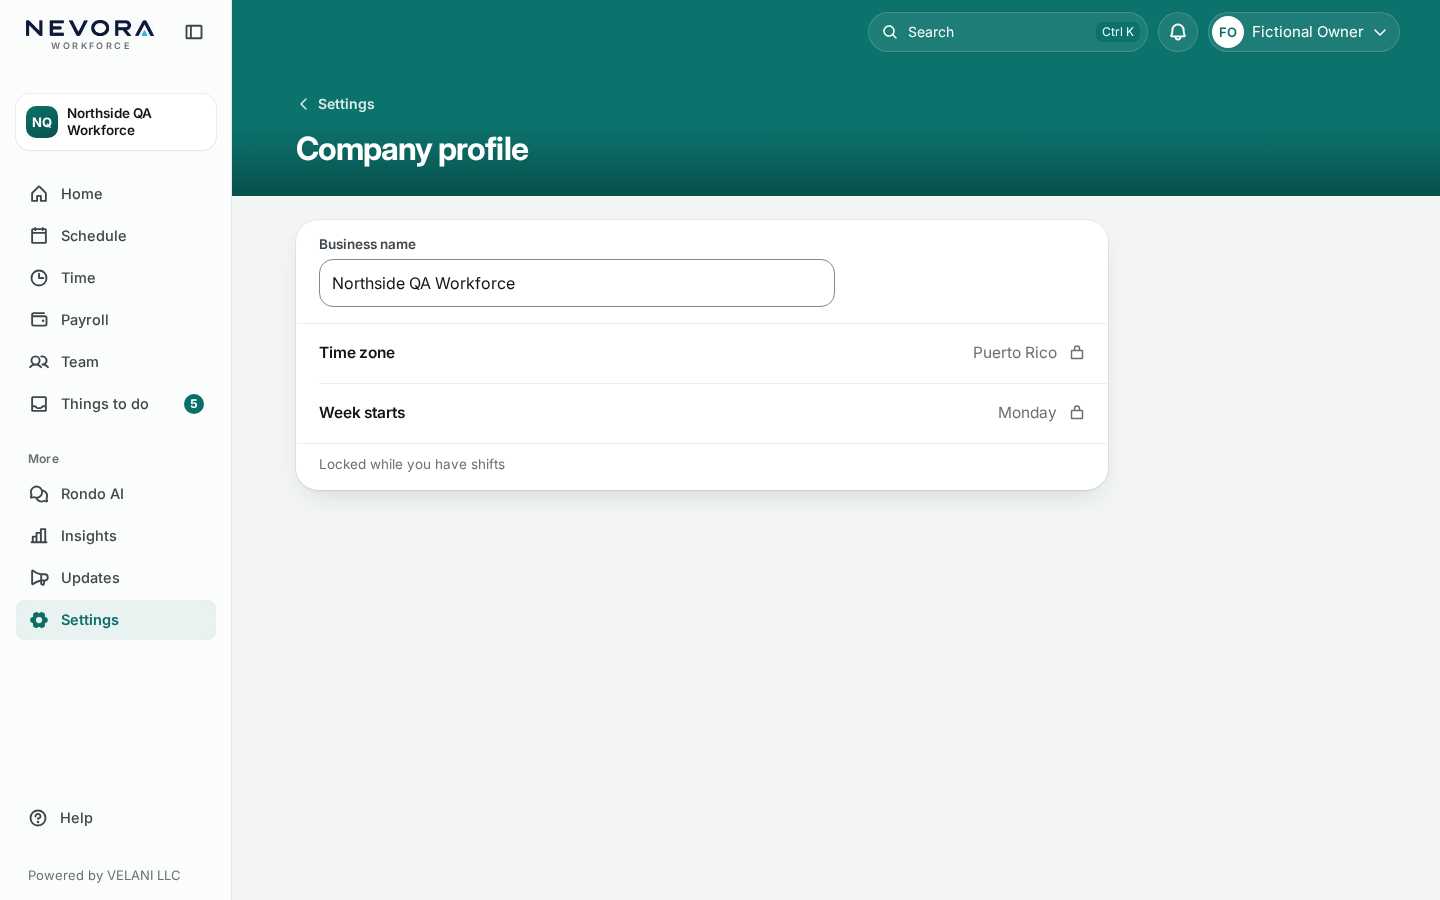 NEVORA
WORKFORCE
Search
Ctrl K
FO
Fictional Owner
NQ
Northside QA
Workforce
Settings
Company profile
Home
Schedule
Time
Payroll
Team
Things to do
5
More
Rondo AI
Insights
Updates
Settings
Help
Powered by VELANI LLC
Business name
Northside QA Workforce
Time zone
Puerto Rico
Week starts
Monday
Locked while you have shifts